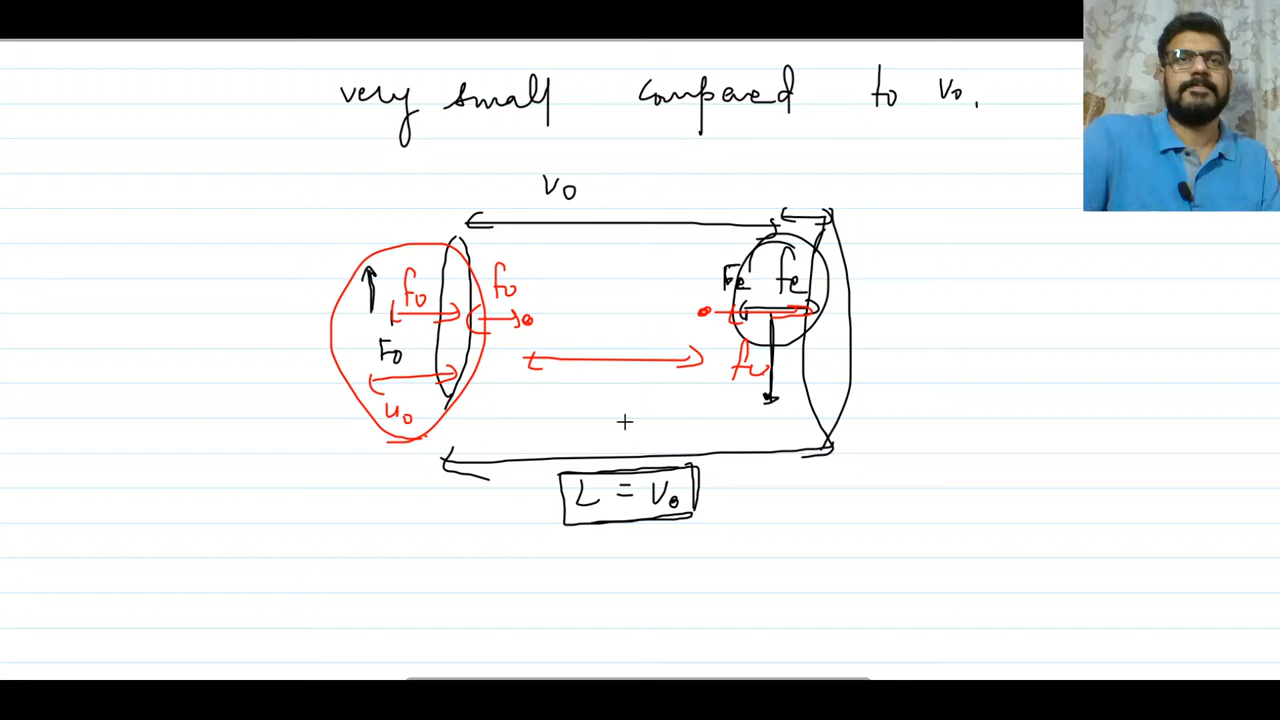 very small compared to v₀.
v₀
f₀ f₀ Fe fe
F₀ fe
u₀
L = v₀